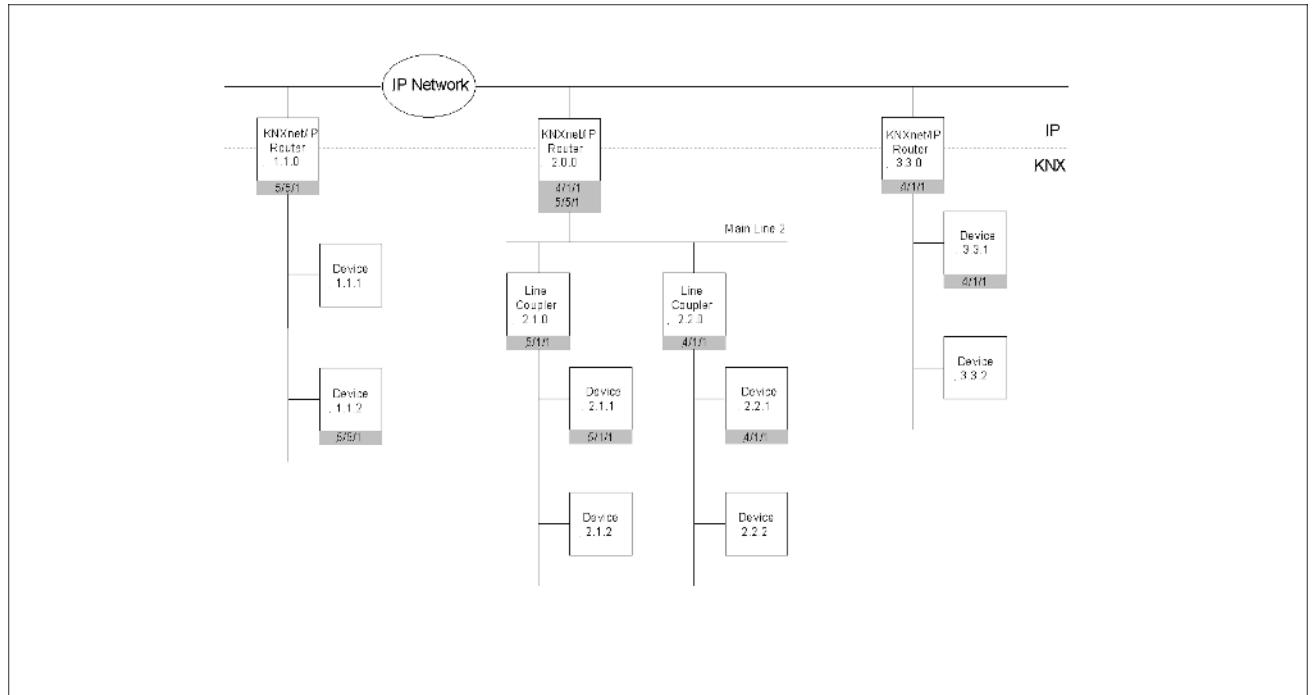 IP Network
KNXnet/IP
Router
1.1.0
5/5/1
KNXnet/IP
Router
2.0.0
4/1/1
5/5/1
KNXnet/IP
Router
3.3.0
4/1/1
IP
KNX
Main Line 2
Device
1.1.1
Device
1.1.2
5/5/1
Line
Coupler
2.1.0
5/1/1
Line
Coupler
2.2.0
4/1/1
Device
2.1.1
5/1/1
Device
2.1.2
Device
2.2.1
4/1/1
Device
2.2.2
Device
3.3.1
4/1/1
Device
3.3.2